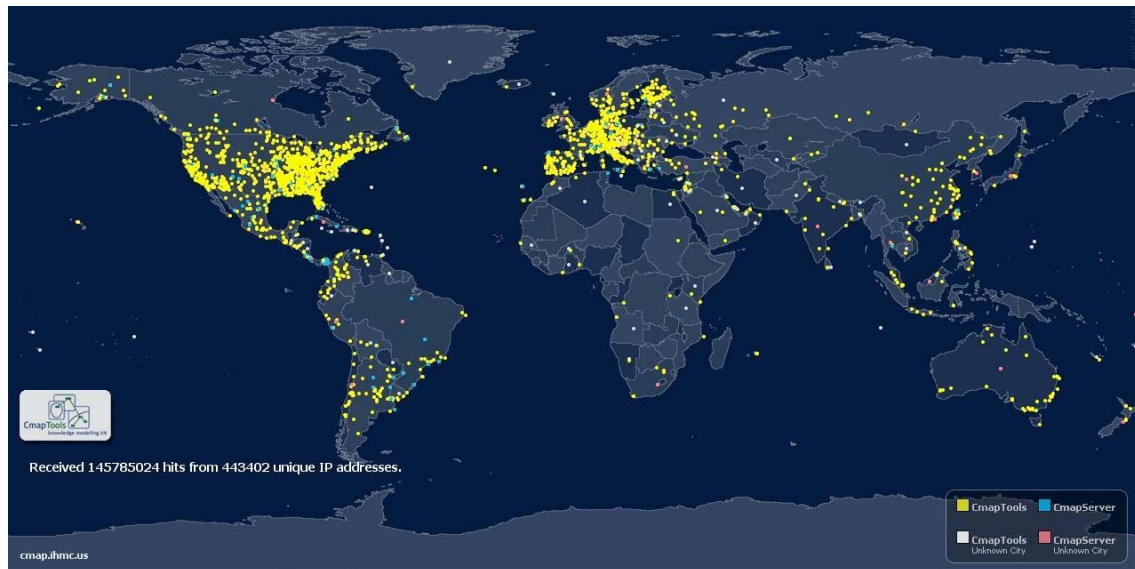 CmapTools
knowledge modelling kit
Received 145785024 hits from 443402 unique IP addresses.
CmapTools CmapServer
CmapTools CmapServer
Unknown City Unknown City
cmap.ihmc.us